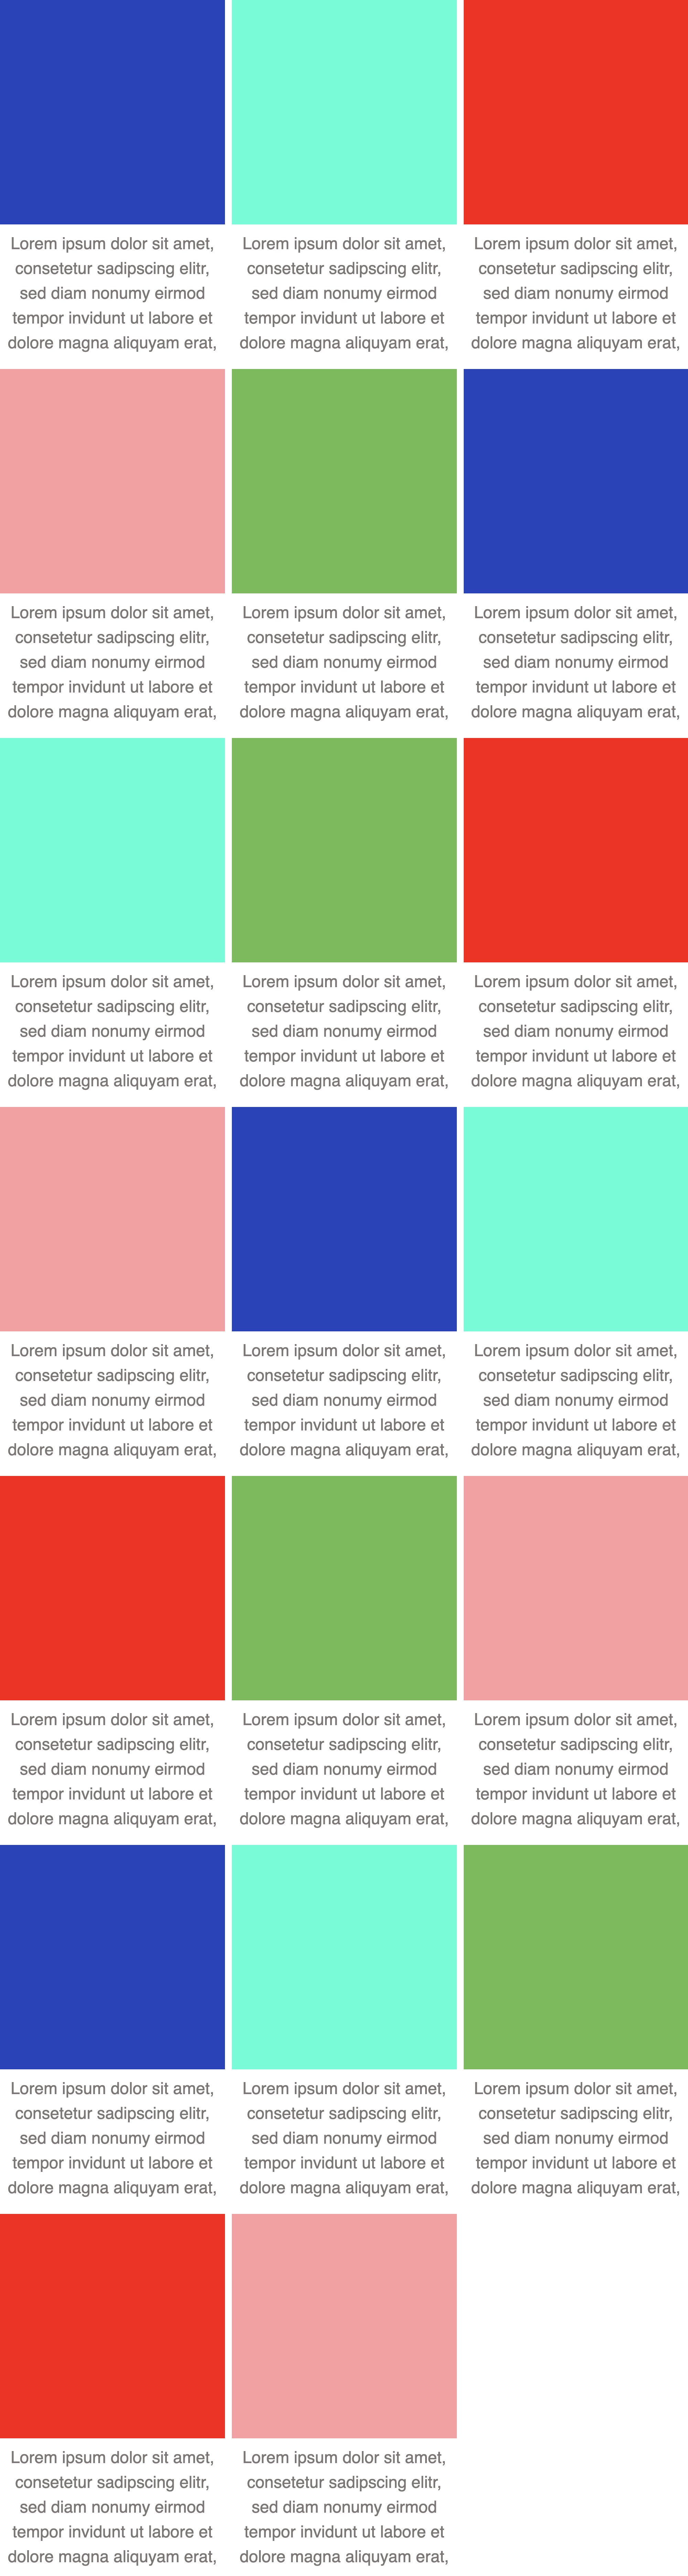 Lorem ipsum dolor sit amet,
consetetur sadipscing elitr,
sed diam nonumy eirmod
tempor invidunt ut labore et
dolore magna aliquyam erat,
Lorem ipsum dolor sit amet,
consetetur sadipscing elitr,
sed diam nonumy eirmod
tempor invidunt ut labore et
dolore magna aliquyam erat,
Lorem ipsum dolor sit amet,
consetetur sadipscing elitr,
sed diam nonumy eirmod
tempor invidunt ut labore et
dolore magna aliquyam erat,
Lorem ipsum dolor sit amet,
consetetur sadipscing elitr,
sed diam nonumy eirmod
tempor invidunt ut labore et
dolore magna aliquyam erat,
Lorem ipsum dolor sit amet,
consetetur sadipscing elitr,
sed diam nonumy eirmod
tempor invidunt ut labore et
dolore magna aliquyam erat,
Lorem ipsum dolor sit amet,
consetetur sadipscing elitr,
sed diam nonumy eirmod
tempor invidunt ut labore et
dolore magna aliquyam erat,
Lorem ipsum dolor sit amet,
consetetur sadipscing elitr,
sed diam nonumy eirmod
tempor invidunt ut labore et
dolore magna aliquyam erat,
Lorem ipsum dolor sit amet,
consetetur sadipscing elitr,
sed diam nonumy eirmod
tempor invidunt ut labore et
dolore magna aliquyam erat,
Lorem ipsum dolor sit amet,
consetetur sadipscing elitr,
sed diam nonumy eirmod
tempor invidunt ut labore et
dolore magna aliquyam erat,
Lorem ipsum dolor sit amet,
consetetur sadipscing elitr,
sed diam nonumy eirmod
tempor invidunt ut labore et
dolore magna aliquyam erat,
Lorem ipsum dolor sit amet,
consetetur sadipscing elitr,
sed diam nonumy eirmod
tempor invidunt ut labore et
dolore magna aliquyam erat,
Lorem ipsum dolor sit amet,
consetetur sadipscing elitr,
sed diam nonumy eirmod
tempor invidunt ut labore et
dolore magna aliquyam erat,
Lorem ipsum dolor sit amet,
consetetur sadipscing elitr,
sed diam nonumy eirmod
tempor invidunt ut labore et
dolore magna aliquyam erat,
Lorem ipsum dolor sit amet,
consetetur sadipscing elitr,
sed diam nonumy eirmod
tempor invidunt ut labore et
dolore magna aliquyam erat,
Lorem ipsum dolor sit amet,
consetetur sadipscing elitr,
sed diam nonumy eirmod
tempor invidunt ut labore et
dolore magna aliquyam erat,
Lorem ipsum dolor sit amet,
consetetur sadipscing elitr,
sed diam nonumy eirmod
tempor invidunt ut labore et
dolore magna aliquyam erat,
Lorem ipsum dolor sit amet,
consetetur sadipscing elitr,
sed diam nonumy eirmod
tempor invidunt ut labore et
dolore magna aliquyam erat,
Lorem ipsum dolor sit amet,
consetetur sadipscing elitr,
sed diam nonumy eirmod
tempor invidunt ut labore et
dolore magna aliquyam erat,
Lorem ipsum dolor sit amet,
consetetur sadipscing elitr,
sed diam nonumy eirmod
tempor invidunt ut labore et
dolore magna aliquyam erat,
Lorem ipsum dolor sit amet,
consetetur sadipscing elitr,
sed diam nonumy eirmod
tempor invidunt ut labore et
dolore magna aliquyam erat,